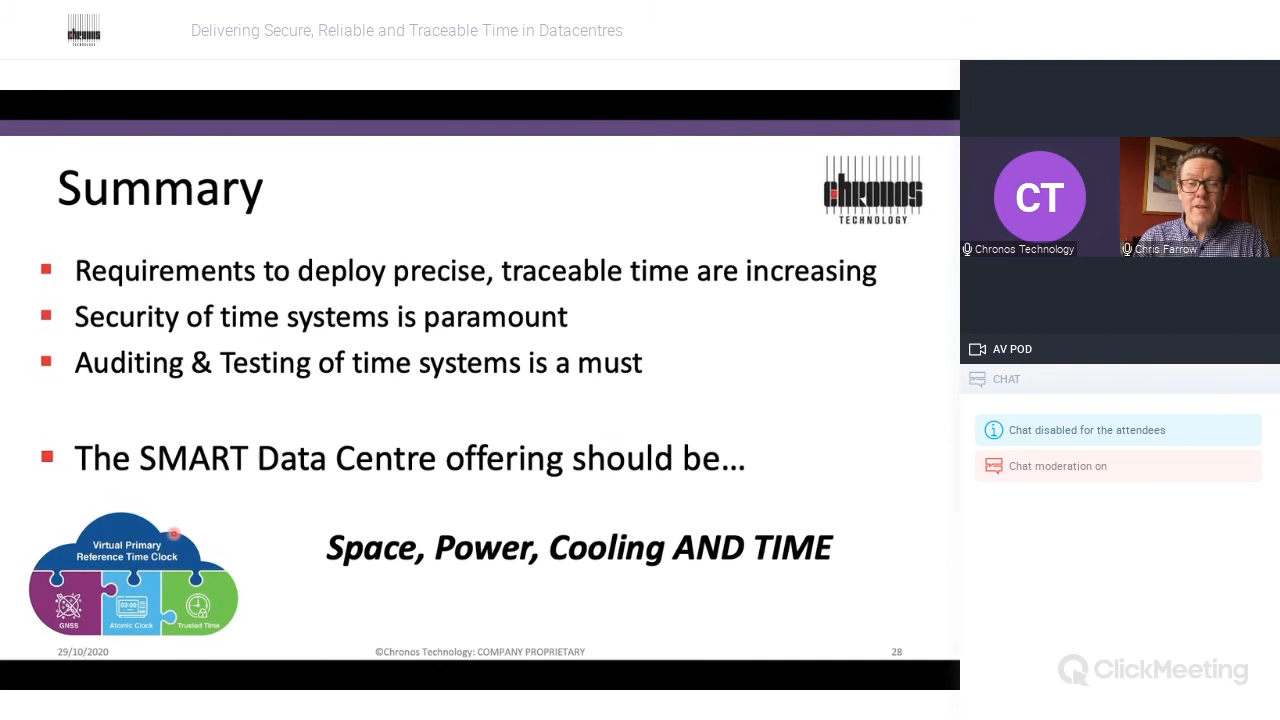 chronos
TECHNOLOGY
Delivering Secure, Reliable and Traceable Time in Datacentres
Summary
chronos
TECHNOLOGY
Requirements to deploy precise, traceable time are increasing
Security of time systems is paramount
Auditing & Testing of time systems is a must
The SMART Data Centre offering should be...
Virtual Primary
Reference Time Clock
03:00
GNSS
Atomic Clock
Trusted Time
Space, Power, Cooling AND TIME
29/10/2020
©Chronos Technology: COMPANY PROPRIETARY
28
CT
Chronos Technology
Chris Farrow
AV POD
CHAT
Chat disabled for the attendees
Chat moderation on
ClickMeeting